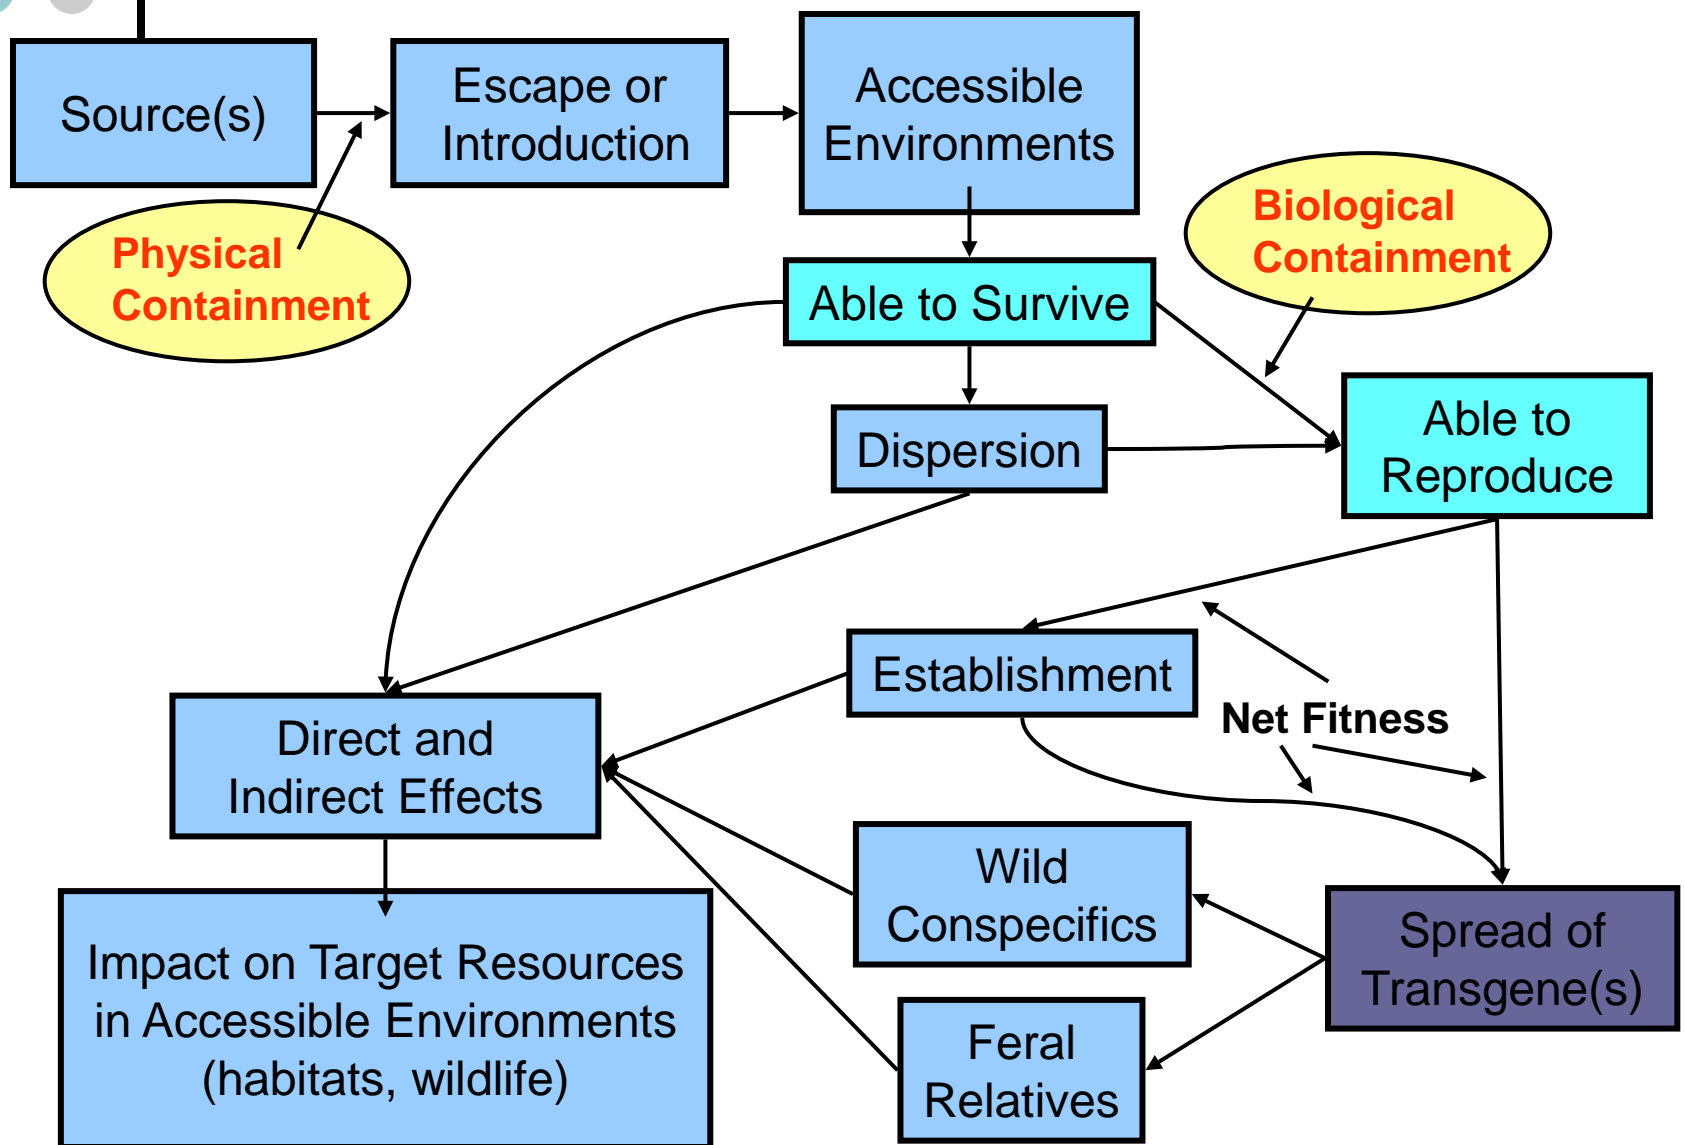 Source(s)
Escape or
Introduction
Accessible
Environments
Physical
Containment
Biological
Containment
Able to Survive
Dispersion
Able to
Reproduce
Establishment
Net Fitness
Direct and
Indirect Effects
Wild
Conspecifics
Spread of
Transgene(s)
Impact on Target Resources
in Accessible Environments
(habitats, wildlife)
Feral
Relatives